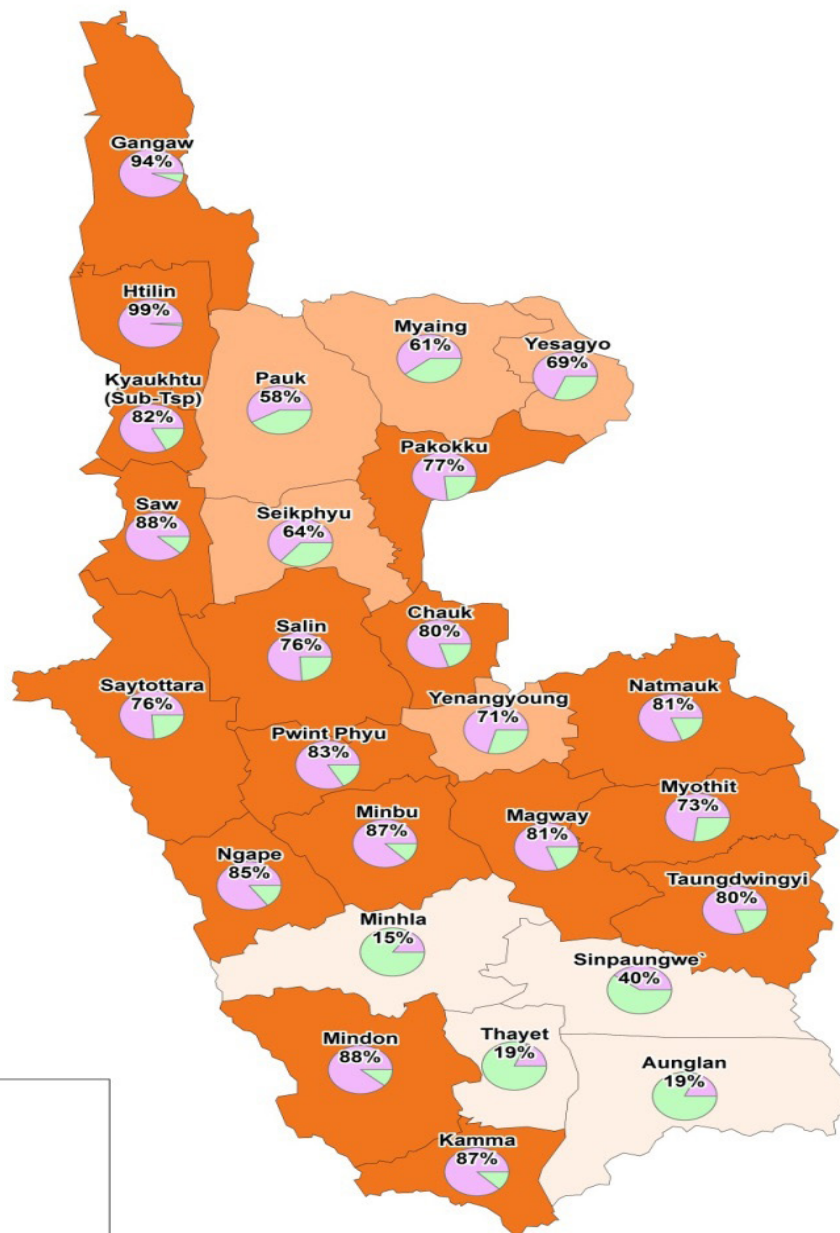 Gangaw
94%
Htilin
99%
Myaing
61%
Yesagyo
69%
Kyaukhtu
(Sub-Tsp)
82%
Pauk
58%
Pakokku
77%
Saw
88%
Seikphyu
64%
Salin
76%
Chauk
80%
Saytottara
76%
Yenangyoung
71%
Natmauk
81%
Pwint Phyu
83%
Minbu
87%
Magway
81%
Myothit
73%
Ngape
85%
Taungdwingyi
80%
Minhla
15%
Sinpaungwe`
40%
Mindon
88%
Thayet
19%
Aunglan
19%
Kamma
87%